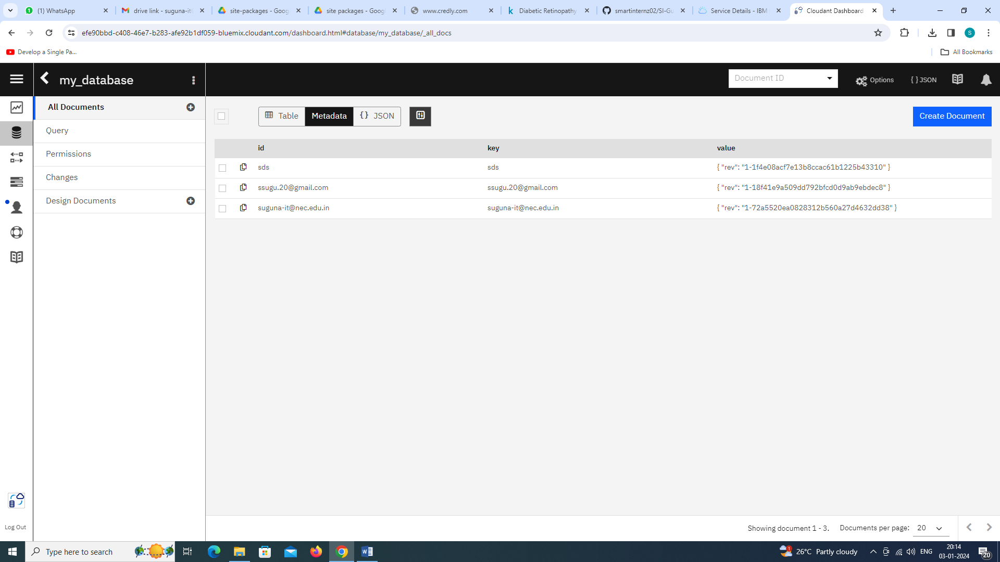 (1) WhatsApp
drive link - suguna-it
site-packages - Goog
site packages - Goog
www.credly.com
Diabetic Retinopathy
smartinternz02/SI-Gu
Service Details - IBM
Cloudant Dashboard
efe90bbd-c408-46e7-b283-afe92b1df059-bluemix.cloudant.com/dashboard.html#database/my_database/_all_docs
S
Develop a Single Pa...
All Bookmarks
my_database
Document ID
Options
{ } JSON
All Documents
Query
Permissions
Changes
Design Documents
Table
Metadata
{} JSON
Create Document
id key value
sds sds { "rev": "1-1f4e08acf7e13b8ccac61b1225b43310" }
ssugu.20@gmail.com ssugu.20@gmail.com { "rev": "1-18f41e9a509dd792bfcd0d9ab9ebdec8" }
suguna-it@nec.edu.in suguna-it@nec.edu.in { "rev": "1-72a5520ea0828312b560a27d4632dd38" }
Log Out
Showing document 1 - 3.
Documents per page: 20
Type here to search
1
26°C Partly cloudy
ENG
20:14
03-01-2024
20